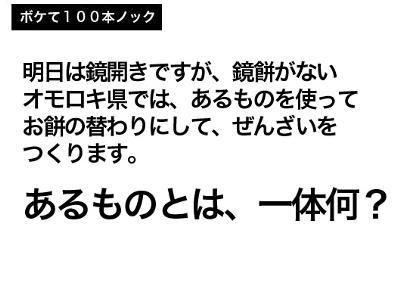 ボケて１００本ノック
明日は鏡開きですが、鏡餅がない
オモロキ県では、あるものを使って
お餅の替わりにして、ぜんざいを
つくります。
あるものとは、一体何？